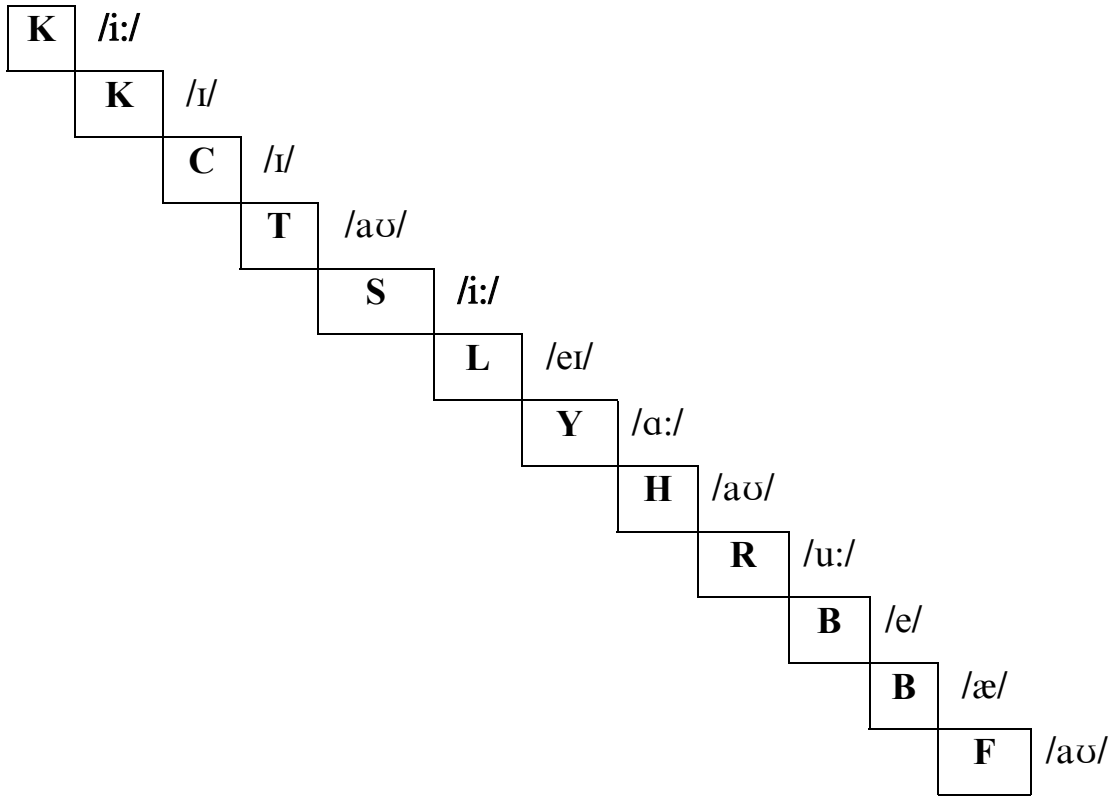 K /i:/
K /ɪ/
C /ɪ/
T /aʊ/
S /i:/
L /eɪ/
Y /ɑ:/
H /aʊ/
R /u:/
B /e/
B /æ/
F /aʊ/